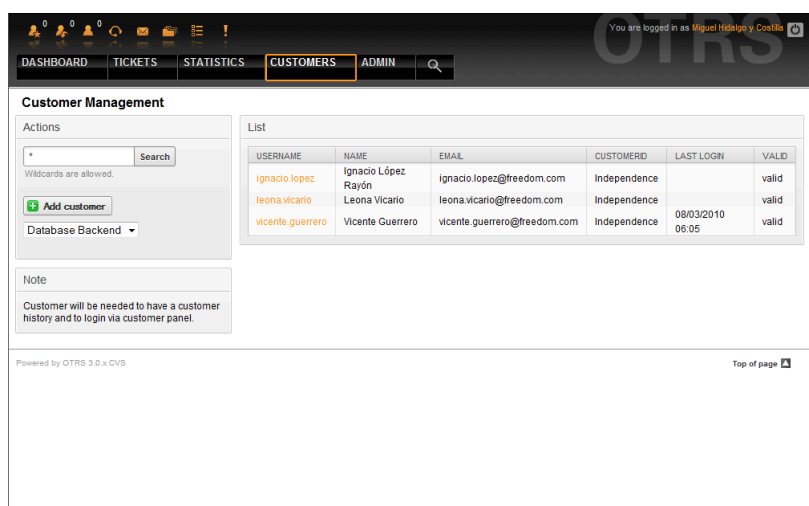 0 0 0
OTRS
You are logged in as Miguel Hidalgo y Costilla
DASHBOARD TICKETS STATISTICS CUSTOMERS ADMIN
Customer Management
Actions
*
Search
Wildcards are allowed.
Add customer
Database Backend
Note
Customer will be needed to have a customer
history and to login via customer panel.
List
USERNAME NAME EMAIL CUSTOMERID LAST LOGIN VALID
ignacio.lopez Ignacio López Rayón ignacio.lopez@freedom.com Independence valid
leona.vicario Leona Vicario leona.vicario@freedom.com Independence valid
vicente.guerrero Vicente Guerrero vicente.guerrero@freedom.com Independence 08/03/2010 06:05 valid
Powered by OTRS 3.0.x CVS
Top of page